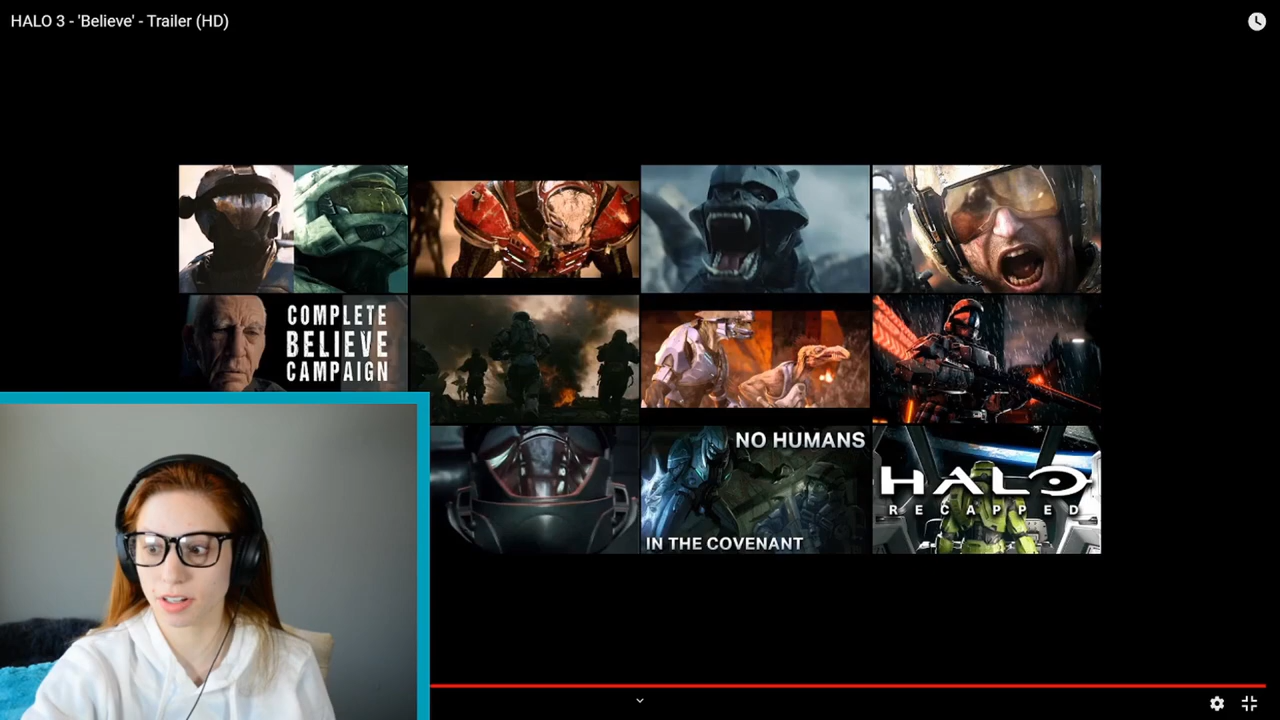 HALO 3 - 'Believe' - Trailer (HD)
COMPLETE
BELIEVE
CAMPAIGN
NO HUMANS
IN THE COVENANT
HALO
RECAPPED